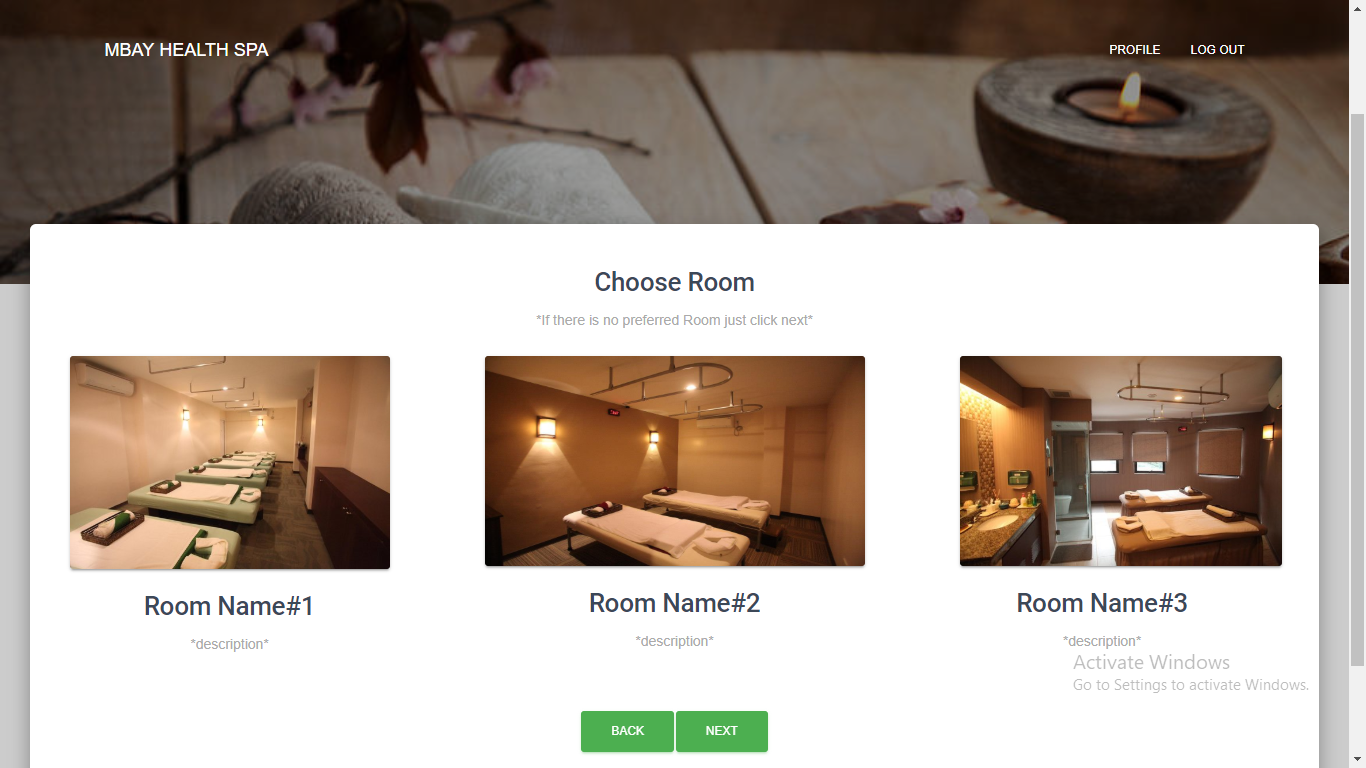 MBAY HEALTH SPA
PROFILE
LOG OUT
Choose Room
*If there is no preferred Room just click next*
Room Name#1
*description*
Room Name#2
*description*
Room Name#3
*description*
Activate Windows
Go to Settings to activate Windows.
BACK
NEXT